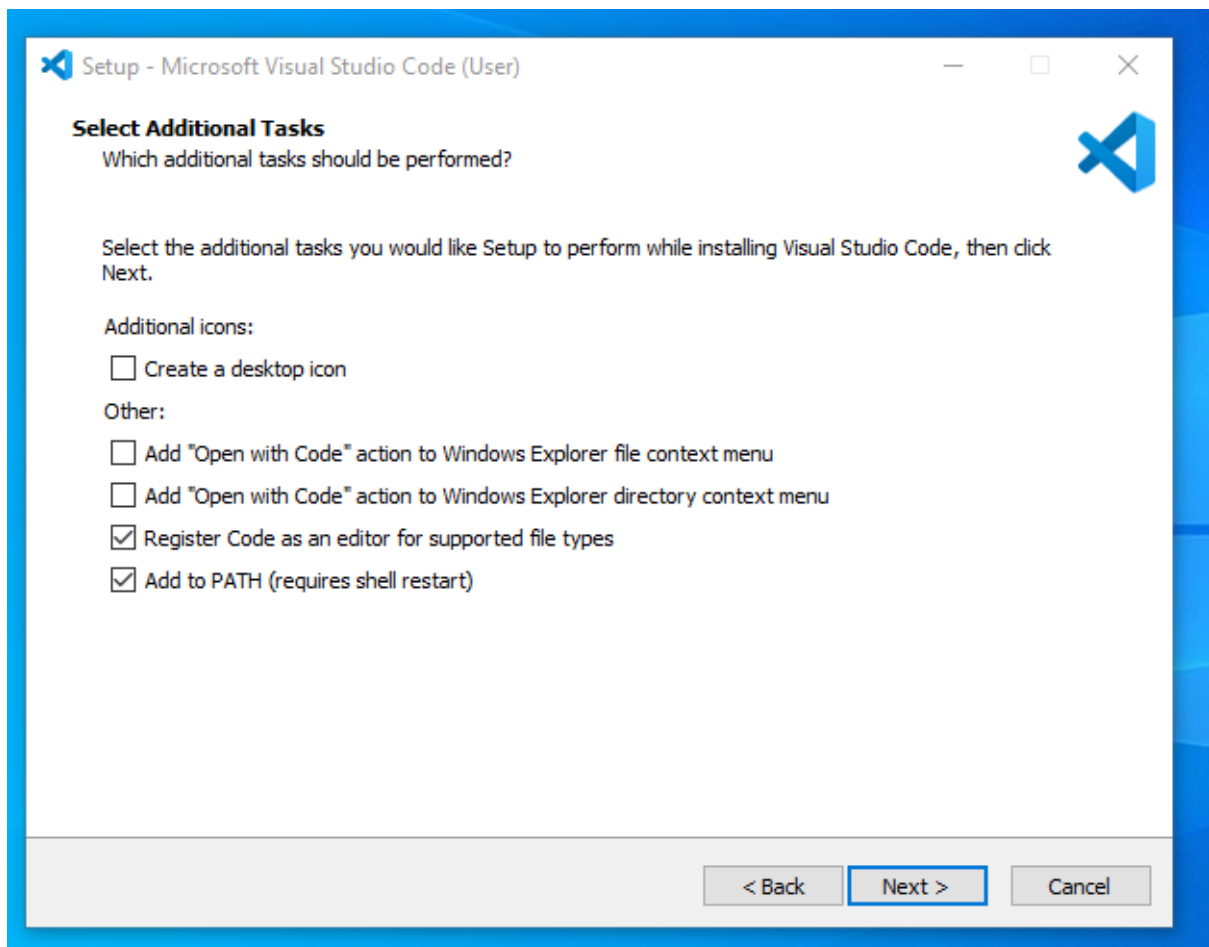 Setup - Microsoft Visual Studio Code (User)
Select Additional Tasks
Which additional tasks should be performed?
Select the additional tasks you would like Setup to perform while installing Visual Studio Code, then click
Next.
Additional icons:
Create a desktop icon
Other:
Add "Open with Code" action to Windows Explorer file context menu
Add "Open with Code" action to Windows Explorer directory context menu
Register Code as an editor for supported file types
Add to PATH (requires shell restart)
< Back Next > Cancel